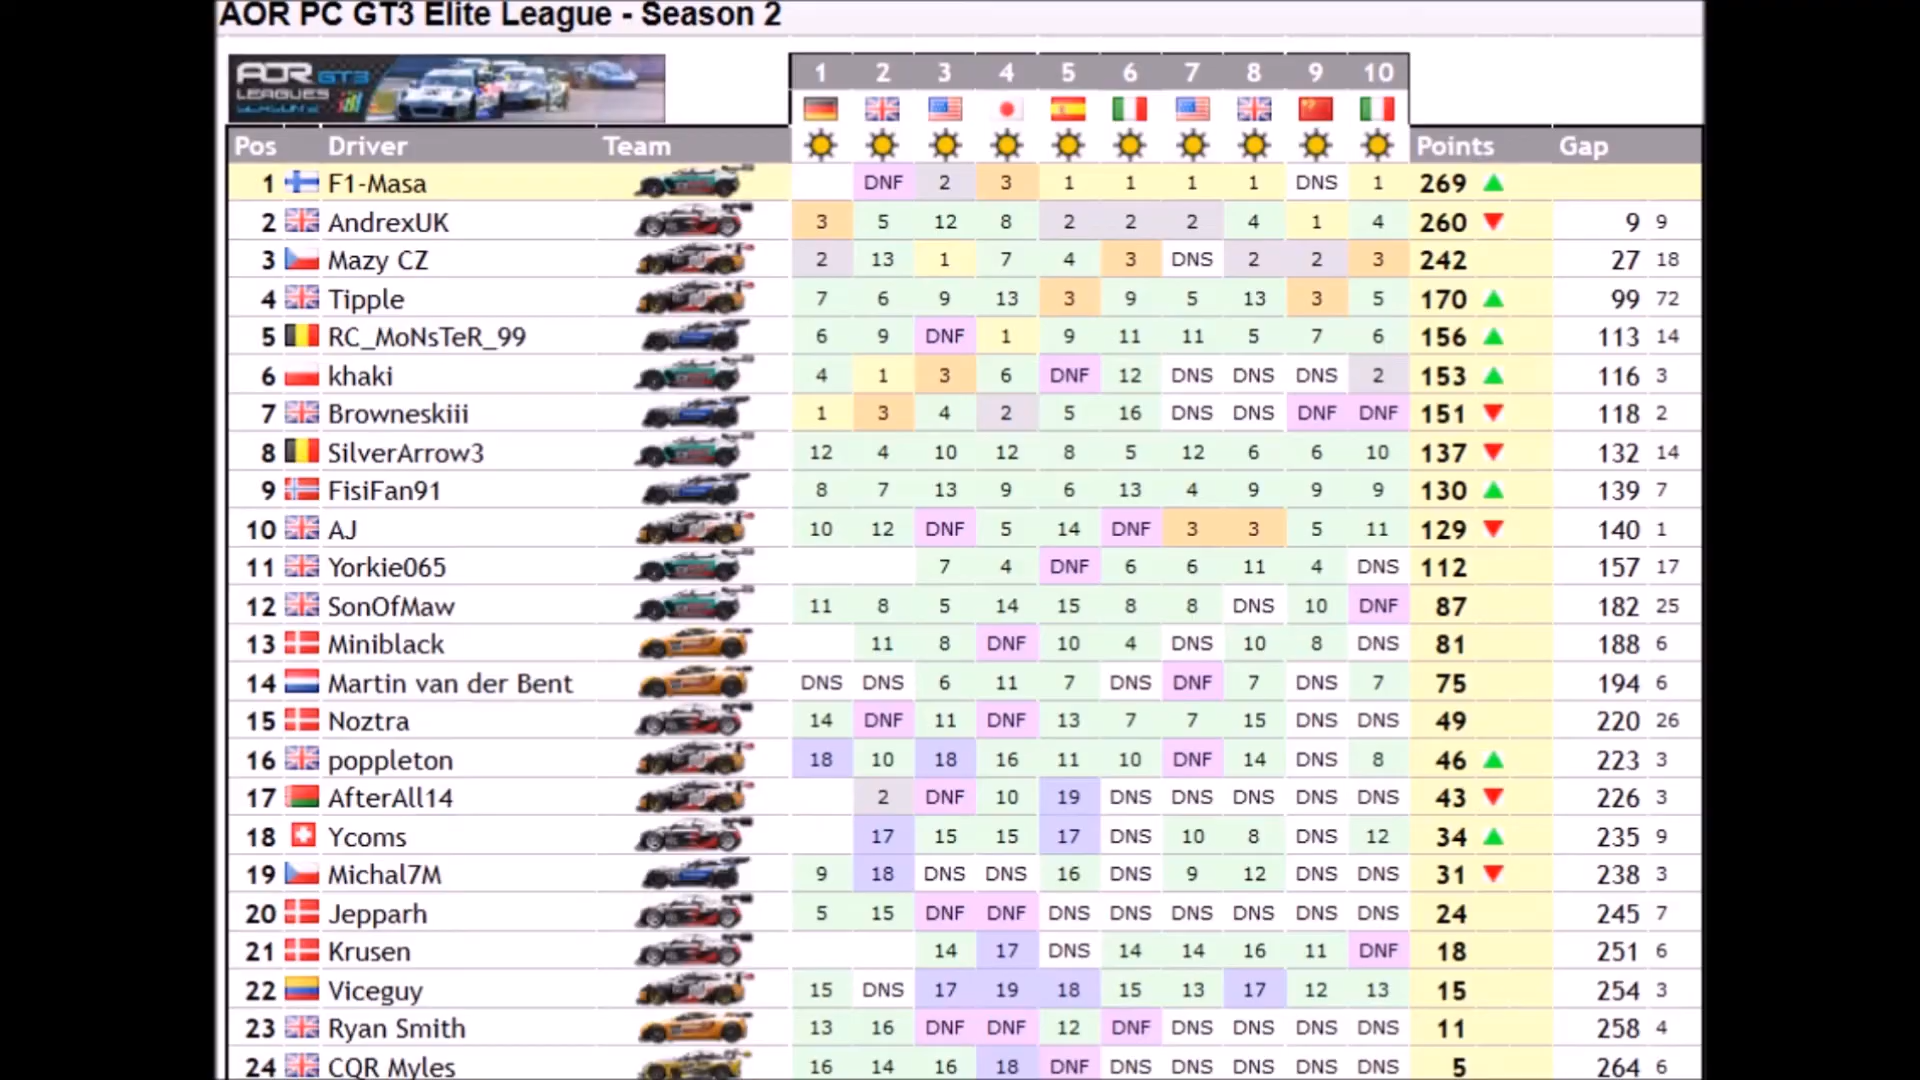 AOR PC GT3 Elite League - Season 2
AOR GT3
LEAGUES
SEASON 2
1 2 3 4 5 6 7 8 9 10
Pos Driver Team Points Gap
1 F1-Masa DNF 2 3 1 1 1 1 DNS 1 269
2 AndrexUK 3 5 12 8 2 2 2 4 1 4 260 9 9
3 Mazy CZ 2 13 1 7 4 3 DNS 2 2 3 242 27 18
4 Tipple 7 6 9 13 3 9 5 13 3 5 170 99 72
5 RC_MoNsTeR_99 6 9 DNF 1 9 11 11 5 7 6 156 113 14
6 khaki 4 1 3 6 DNF 12 DNS DNS DNS 2 153 116 3
7 Browneskiii 1 3 4 2 5 16 DNS DNS DNF DNF 151 118 2
8 SilverArrow3 12 4 10 12 8 5 12 6 6 10 137 132 14
9 FisiFan91 8 7 13 9 6 13 4 9 9 9 130 139 7
10 AJ 10 12 DNF 5 14 DNF 3 3 5 11 129 140 1
11 Yorkie065 7 4 DNF 6 6 11 4 DNS 112 157 17
12 SonOfMaw 11 8 5 14 15 8 8 DNS 10 DNF 87 182 25
13 Miniblack 11 8 DNF 10 4 DNS 10 8 DNS 81 188 6
14 Martin van der Bent DNS DNS 6 11 7 DNS DNF 7 DNS 7 75 194 6
15 Noztra 14 DNF 11 DNF 13 7 7 15 DNS DNS 49 220 26
16 poppleton 18 10 18 16 11 10 DNF 14 DNS 8 46 223 3
17 AfterAll14 2 DNF 10 19 DNS DNS DNS DNS DNS 43 226 3
18 Ycoms 17 15 15 17 DNS 10 8 DNS 12 34 235 9
19 Michal7M 9 18 DNS DNS 16 DNS 9 12 DNS DNS 31 238 3
20 Jepparh 5 15 DNF DNF DNS DNS DNS DNS DNS DNS 24 245 7
21 Krusen 14 17 DNS 14 14 16 11 DNF 18 251 6
22 Viceguy 15 DNS 17 19 18 15 13 17 12 13 15 254 3
23 Ryan Smith 13 16 DNF DNF 12 DNF DNS DNS DNS DNS 11 258 4
24 CQR Myles 16 14 16 18 DNF DNS DNS DNS DNS DNS 5 264 6